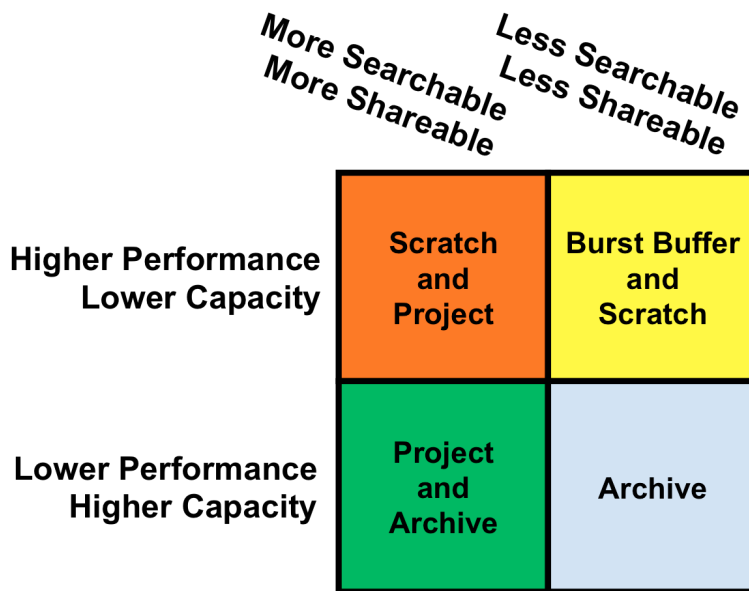 More Searchable
More Shareable
Less Searchable
Less Shareable
Higher Performance
Lower Capacity
Scratch
and
Project
Burst Buffer
and
Scratch
Lower Performance
Higher Capacity
Project
and
Archive
Archive